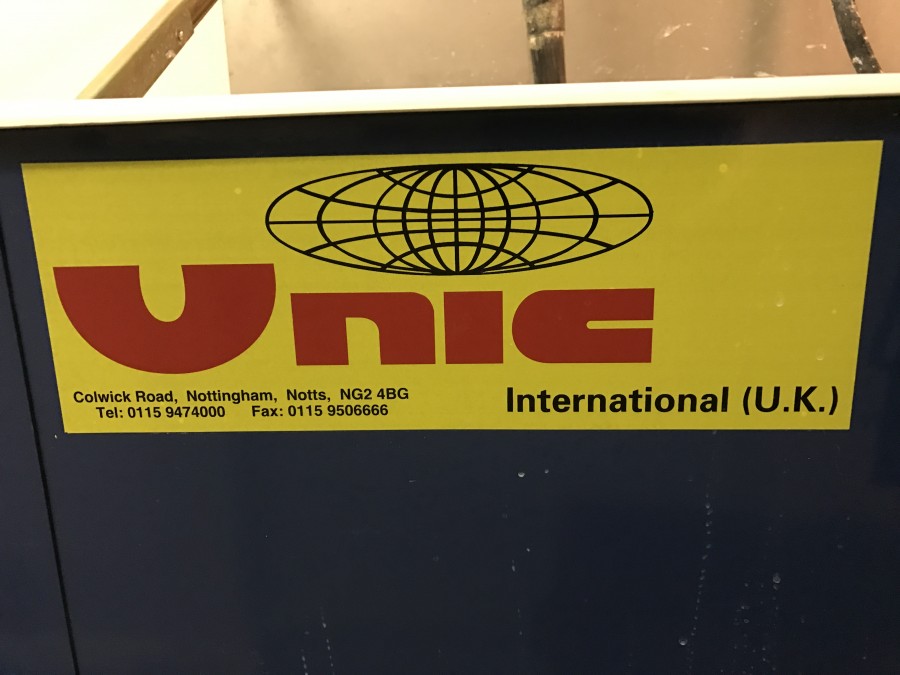 Unic
Colwick Road, Nottingham, Notts, NG2 4BG
Tel: 0115 9474000 Fax: 0115 9506666
International (U.K.)